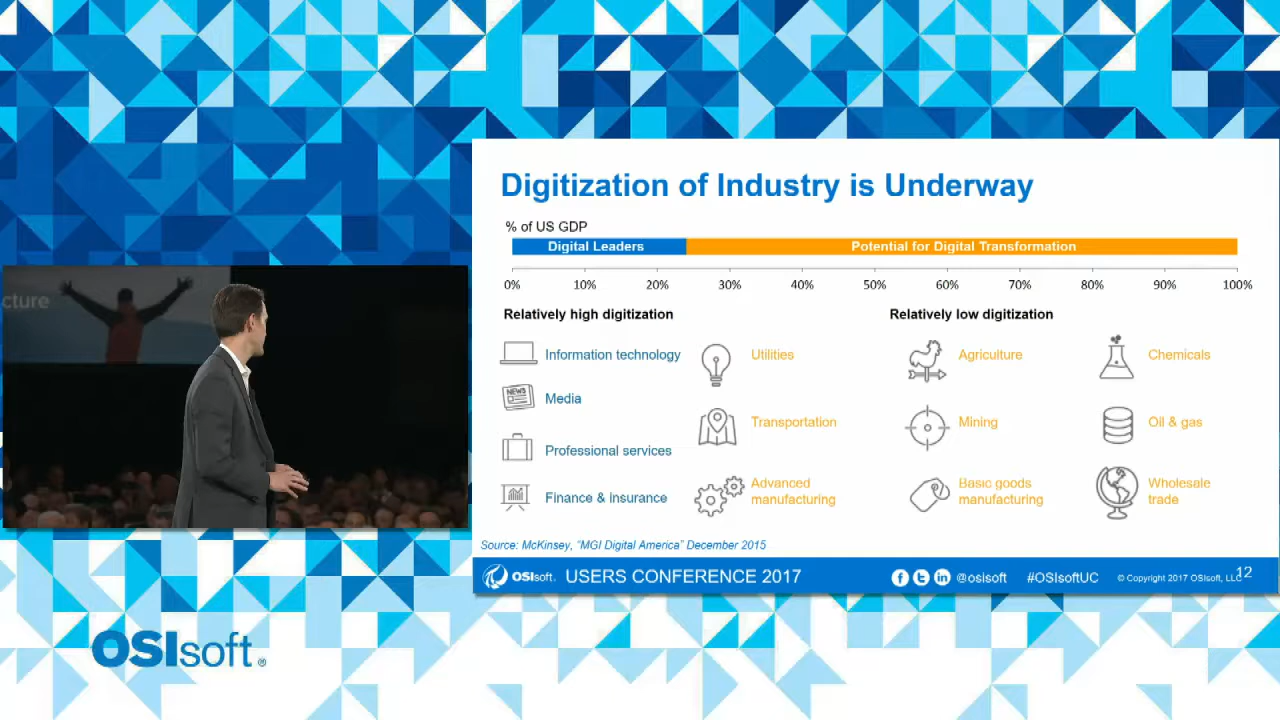 Digitization of Industry is Underway
% of US GDP
Digital Leaders
Potential for Digital Transformation
0% 10% 20% 30% 40% 50% 60% 70% 80% 90% 100%
Relatively high digitization
Relatively low digitization
Information technology
Media
Professional services
Finance & insurance
Utilities
Transportation
Advanced
manufacturing
Agriculture
Mining
Basic goods
manufacturing
Chemicals
Oil & gas
Wholesale
trade
NEWS
Source: McKinsey, “MGI Digital America” December 2015
OSIsoft. USERS CONFERENCE 2017
@osisoft #OSIsoftUC © Copyright 2017 OSIsoft, LLC 12
cture
OSIsoft®